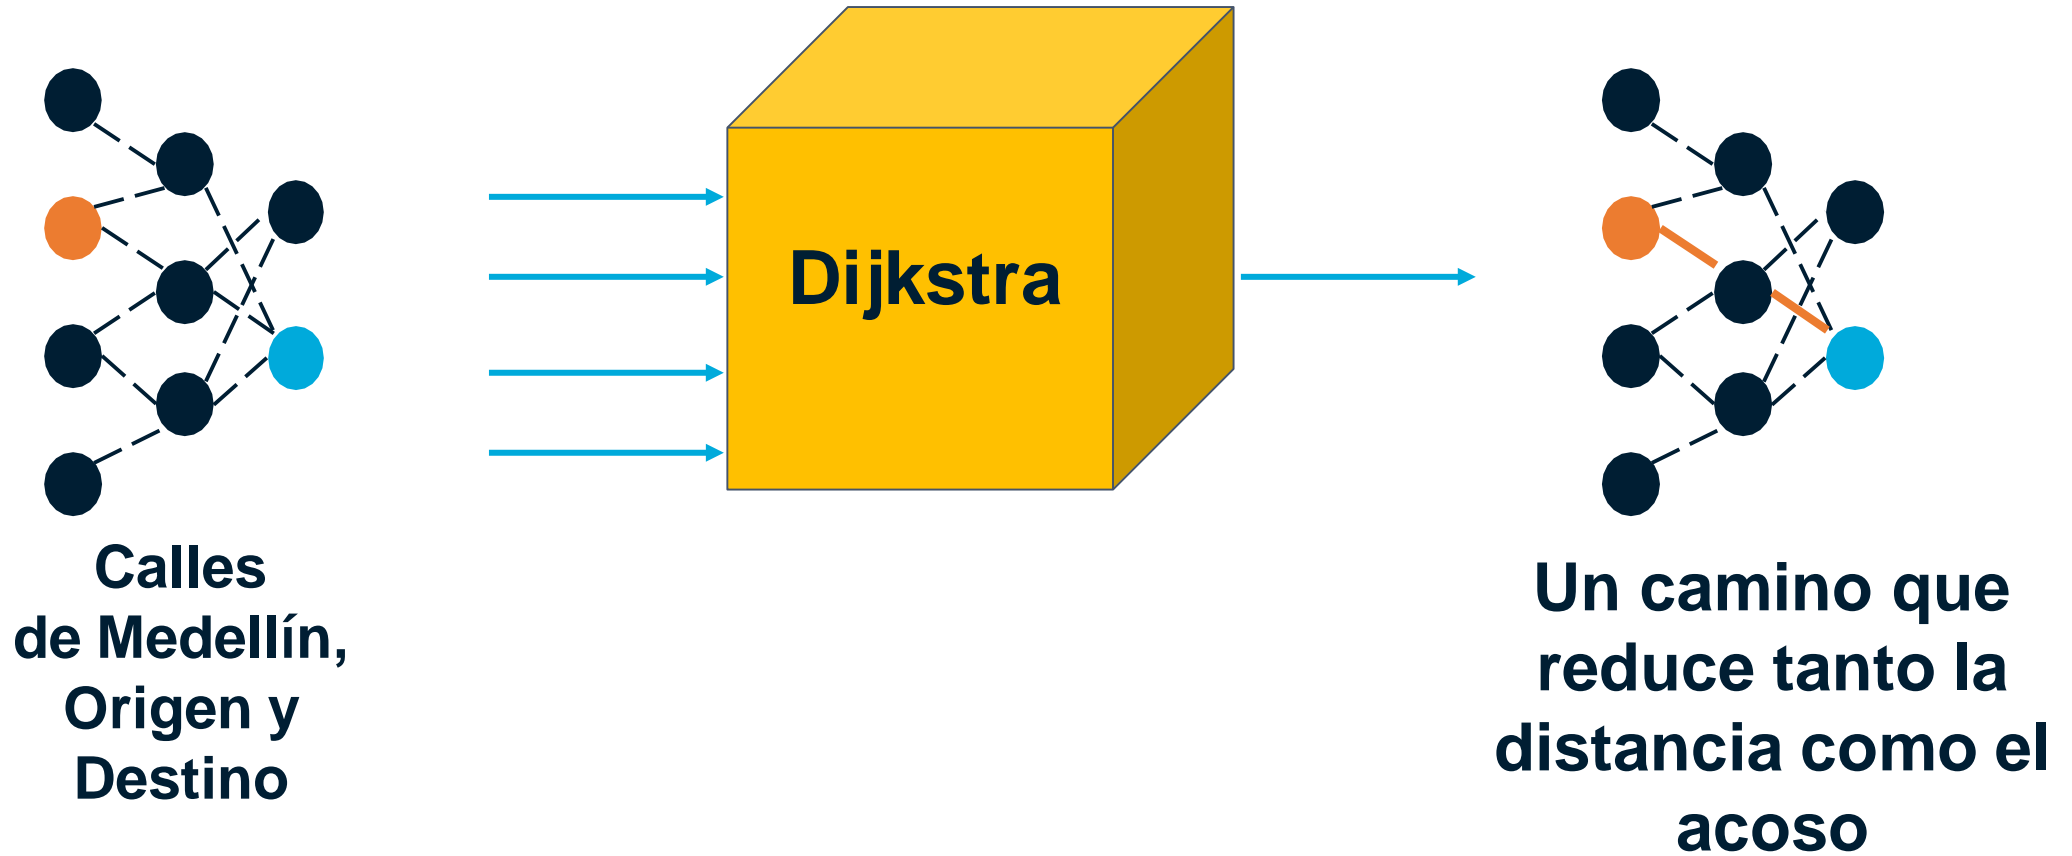 Dijkstra
Calles
de Medellín,
Origen y
Destino
Un camino que
reduce tanto la
distancia como el
acoso